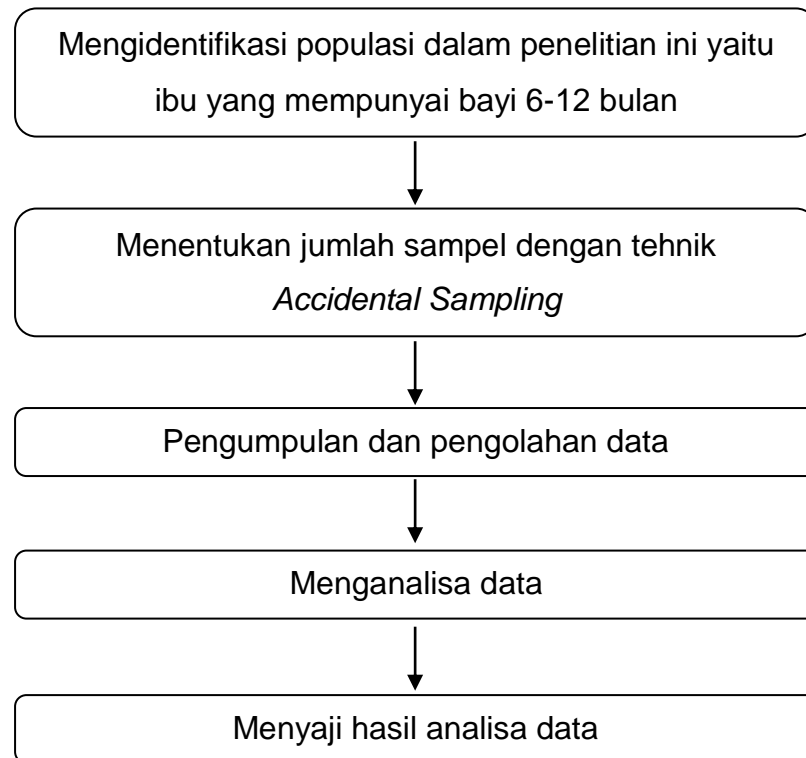 Mengidentifikasi populasi dalam penelitian ini yaitu
ibu yang mempunyai bayi 6-12 bulan
Menentukan jumlah sampel dengan tehnik
Accidental Sampling
Pengumpulan dan pengolahan data
Menganalisa data
Menyaji hasil analisa data